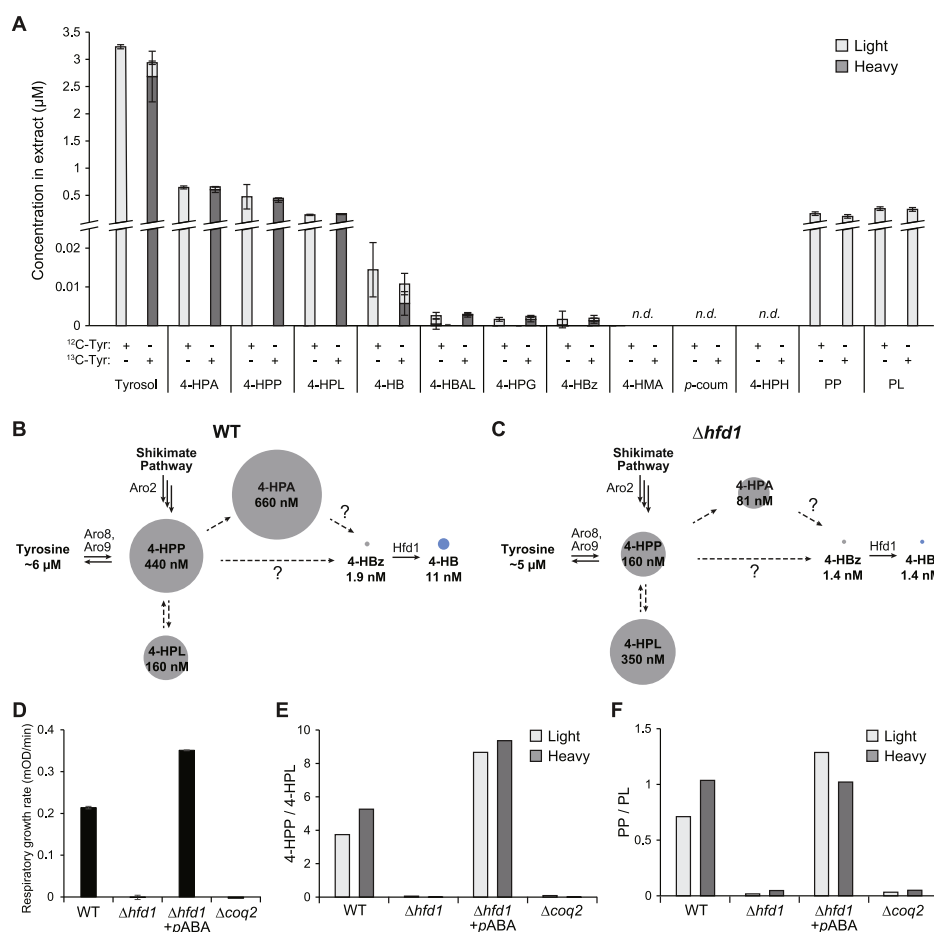 A
Light
Heavy
Concentration in extract (μM)
3.5
3
2.5
2
1.5
1
0.5
0.02
0.01
0
n.d. n.d. n.d.
¹²C-Tyr: + - + - + - + - + - + - + - + - + - + - + - + - + -
¹³C-Tyr: - + - + - + - + - + - + - + - + - + - + - + - + - +
Tyrosol 4-HPA 4-HPP 4-HPL 4-HB 4-HBAL 4-HPG 4-HBz 4-HMA p-coum 4-HPH PP PL
B
WT
Shikimate
Pathway
Aro2
4-HPA
660 nM
?
Aro8,
Aro9
Tyrosine
~6 μM
4-HPP
440 nM
?
4-HBz
1.9 nM
Hfd1
4-HB
11 nM
4-HPL
160 nM
C
Δhfd1
Shikimate
Pathway
Aro2
4-HPA
81 nM
?
Aro8,
Aro9
Tyrosine
~5 μM
4-HPP
160 nM
?
4-HBz
1.4 nM
Hfd1
4-HB
1.4 nM
4-HPL
350 nM
D
Respiratory growth rate (mOD/min)
0.4
0.3
0.2
0.1
0
WT Δhfd1 Δhfd1 Δcoq2
+pABA
E
Light
Heavy
4-HPP / 4-HPL
10
8
6
4
2
0
WT Δhfd1 Δhfd1 Δcoq2
+pABA
F
Light
Heavy
PP / PL
1.5
1
0.5
0
WT Δhfd1 Δhfd1 Δcoq2
+pABA